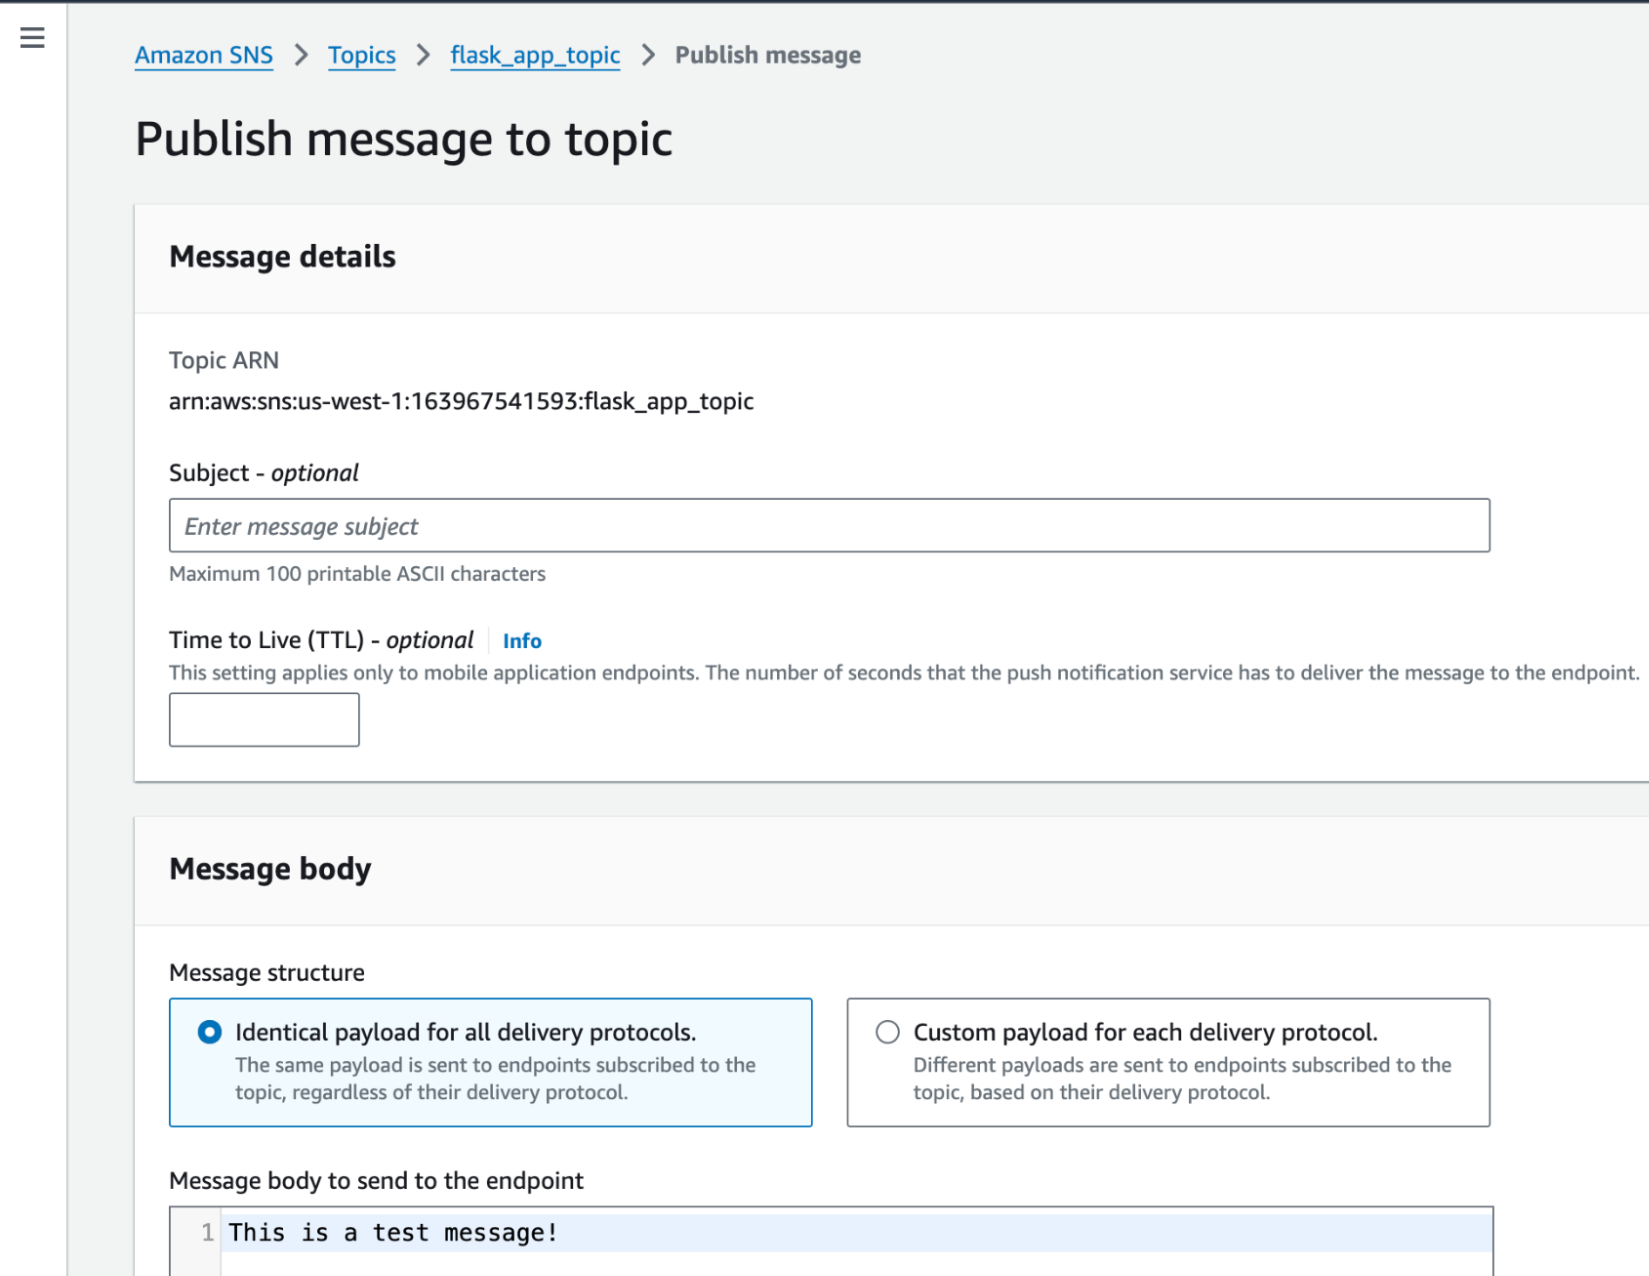 Amazon SNS > Topics > flask_app_topic > Publish message
Publish message to topic
Message details
Topic ARN
arn:aws:sns:us-west-1:163967541593:flask_app_topic
Subject - optional
Enter message subject
Maximum 100 printable ASCII characters
Time to Live (TTL) - optional Info
This setting applies only to mobile application endpoints. The number of seconds that the push notification service has to deliver the message to the endpoint.
Message body
Message structure
Identical payload for all delivery protocols.
The same payload is sent to endpoints subscribed to the
topic, regardless of their delivery protocol.
Custom payload for each delivery protocol.
Different payloads are sent to endpoints subscribed to the
topic, based on their delivery protocol.
Message body to send to the endpoint
1 This is a test message!